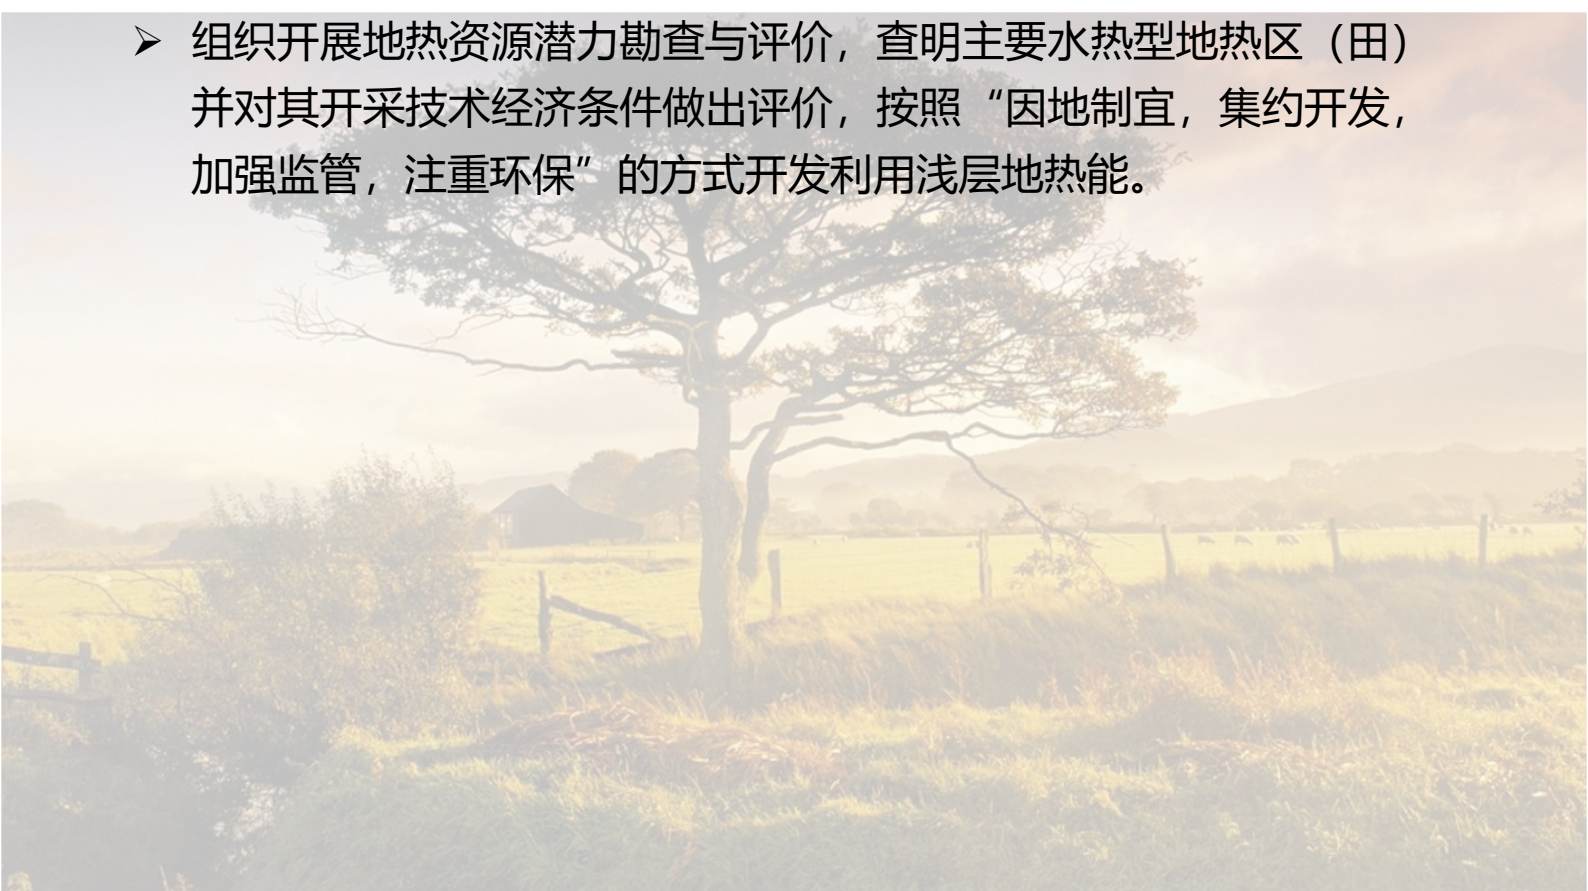 ➢ 组织开展地热资源潜力勘查与评价，查明主要水热型地热区（田）
并对其开采技术经济条件做出评价，按照“因地制宜，集约开发，
加强监管，注重环保”的方式开发利用浅层地热能。